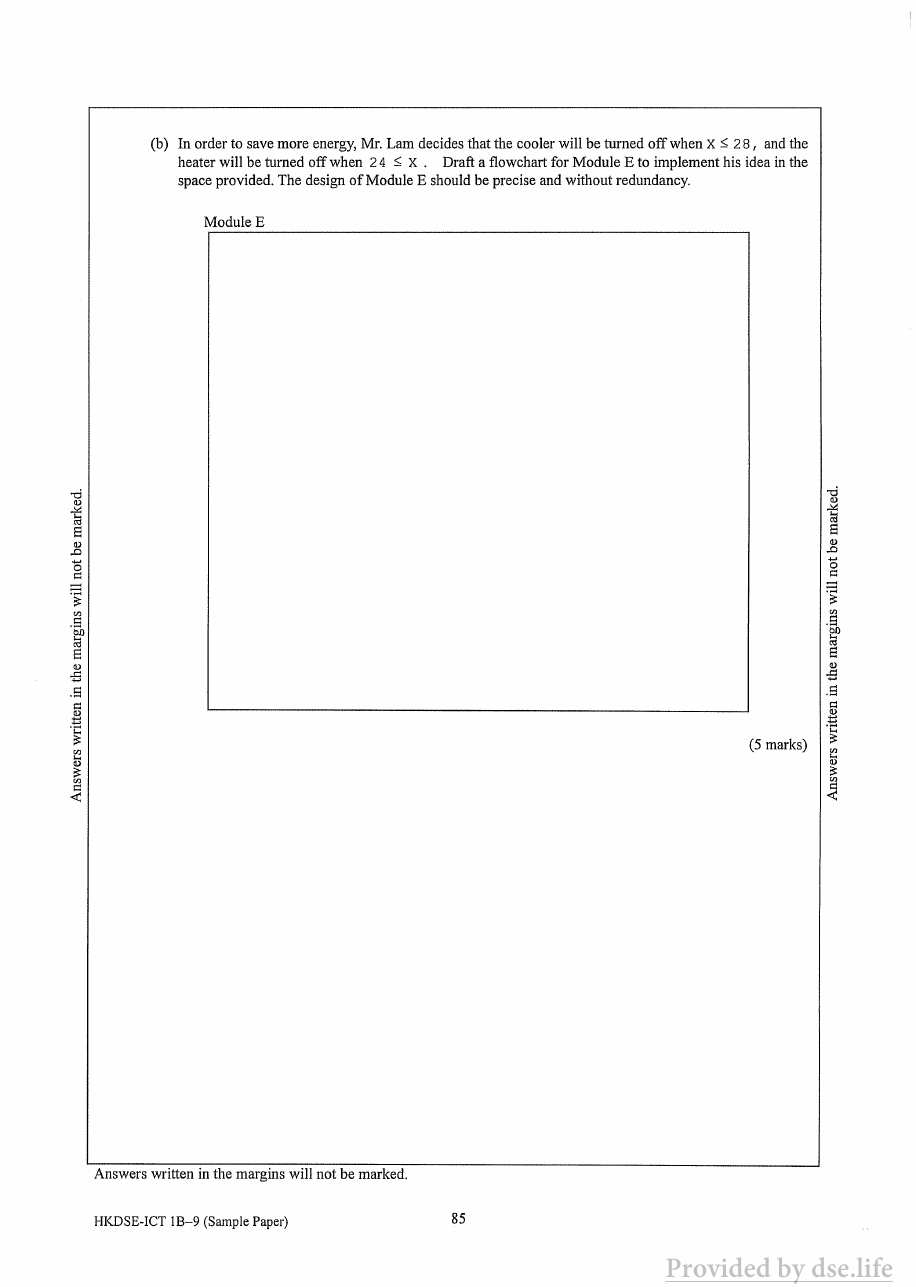 (b) In order to save more energy, Mr. Lam decides that the cooler will be turned off when X ≤ 28, and the
heater will be turned off when 24 ≤ X . Draft a flowchart for Module E to implement his idea in the
space provided. The design of Module E should be precise and without redundancy.
Module E
(5 marks)
Answers written in the margins will not be marked.
Answers written in the margins will not be marked.
Answers written in the margins will not be marked.
HKDSE-ICT 1B–9 (Sample Paper)
85
Provided by dse.life